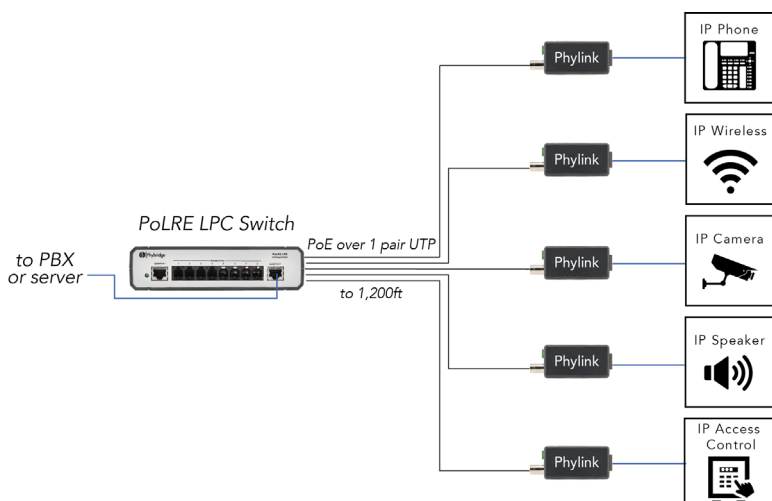 IP Phone
Phylink
IP Wireless
Phylink
PoLRE LPC Switch
PoE over 1 pair UTP
IP Camera
Phylink
Phybridge
to PBX
or server
to 1,200ft
IP Speaker
Phylink
IP Access
Control
Phylink